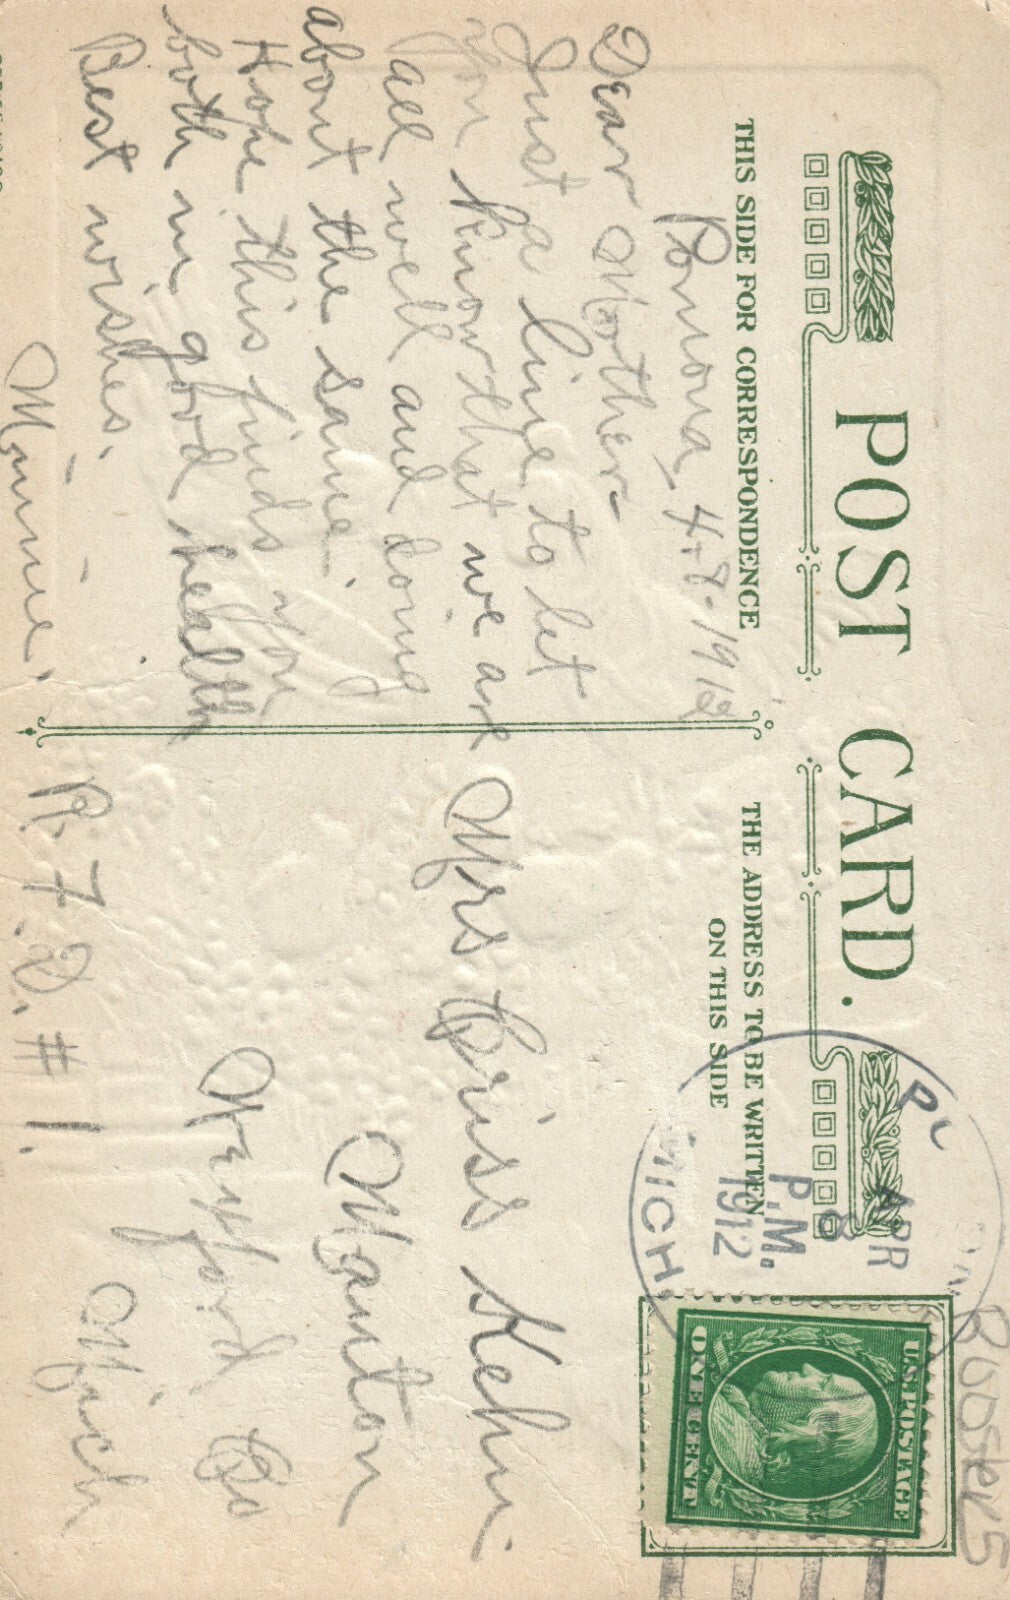 POST CARD.
THIS SIDE FOR CORRESPONDENCE
THE ADDRESS TO BE WRITTEN
ON THIS SIDE
Pomona, 4-8-1912
Dear Mother-
Just a line to let
you know that we are
all well and doing
about the same.
Hope this finds you
both in good health
Best wishes.
Minnie.
Mrs Criss Kehn
Manton
Wexford Co
Mich
R. F. D. # 1.
APR
8
P.M.
1912
MICH.
U.S. POSTAGE
ONE CENT